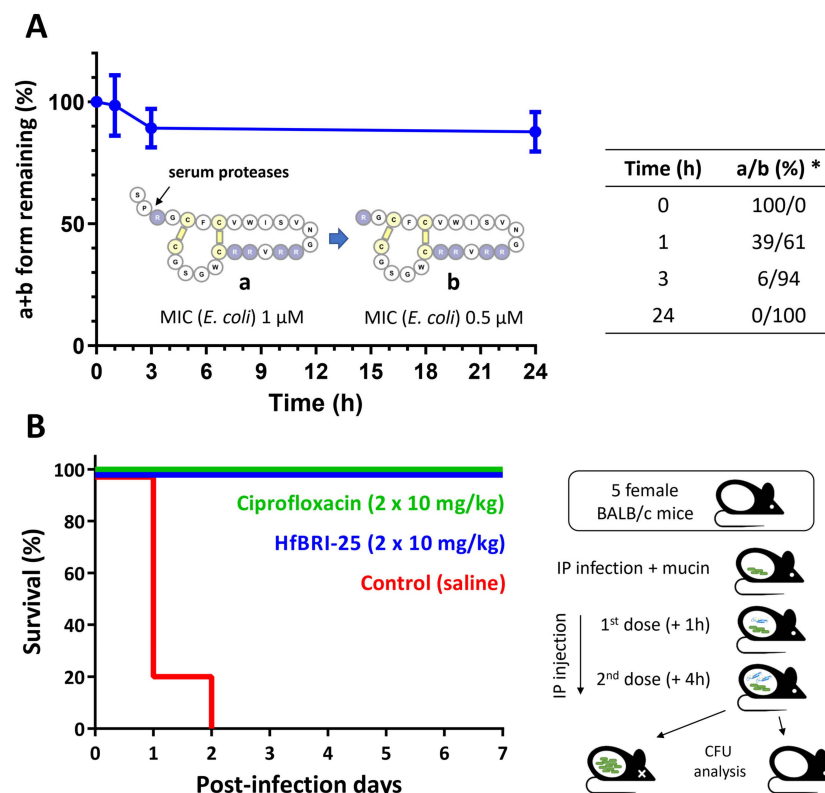 A
a+b form remaining (%)
100
50
0
0
3
6
9
12
15
18
21
24
Time (h)
serum proteases
S
P
R G C F C V W I S V N
G
R R V R R C
W
G S G C
a
MIC (E. coli) 1 µM
R G C F C V W I S V N
G
R R V R R C
W
G S G C
b
MIC (E. coli) 0.5 µM
Time (h) a/b (%) *
0 100/0
1 39/61
3 6/94
24 0/100
B
Survival (%)
100
80
60
40
20
0
0 1 2 3 4 5 6 7
Post-infection days
Ciprofloxacin (2 x 10 mg/kg)
HfBRI-25 (2 x 10 mg/kg)
Control (saline)
5 female
BALB/c mice
IP infection + mucin
IP injection
1st dose (+ 1h)
2nd dose (+ 4h)
CFU
analysis